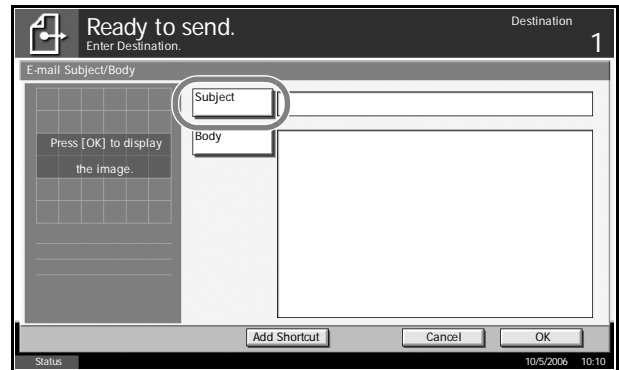 Ready to send.
Destination
Enter Destination.
1
E-mail Subject/Body
Subject
Press [OK] to display
the image.
Body
Add Shortcut
Cancel
OK
Status
10/5/2006 10:10